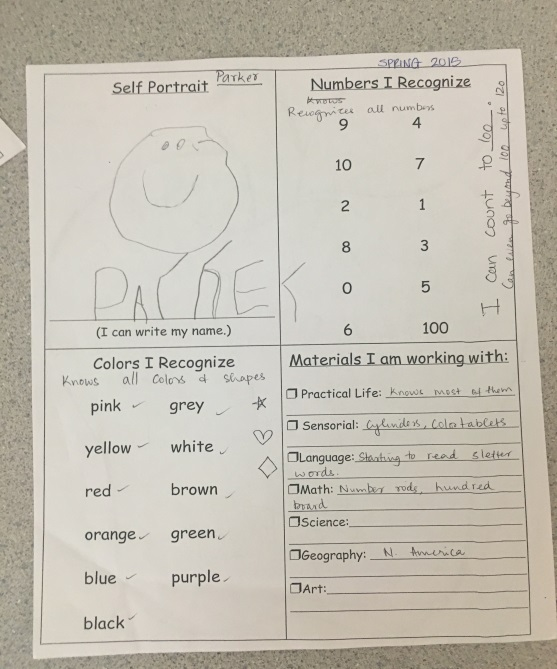 SPRING 2015
Self Portrait Parker
PARKER
(I can write my name.)
Numbers I Recognize
Knows
Recognizes all numbers
9 4
10 7
2 1
8 3
0 5
6 100
I can count to 100.
Can even go beyond 100 upto 120
Colors I Recognize
Knows all colors & shapes
pink grey
yellow white
red brown
orange green
blue purple
black
Materials I am working with:
Practical Life: Knows most of them
Sensorial: Cylinders, Color tablets
Language: Starting to read 3 letter
words.
Math: Number rods, hundred
board
Science:
Geography: N. America
Art: